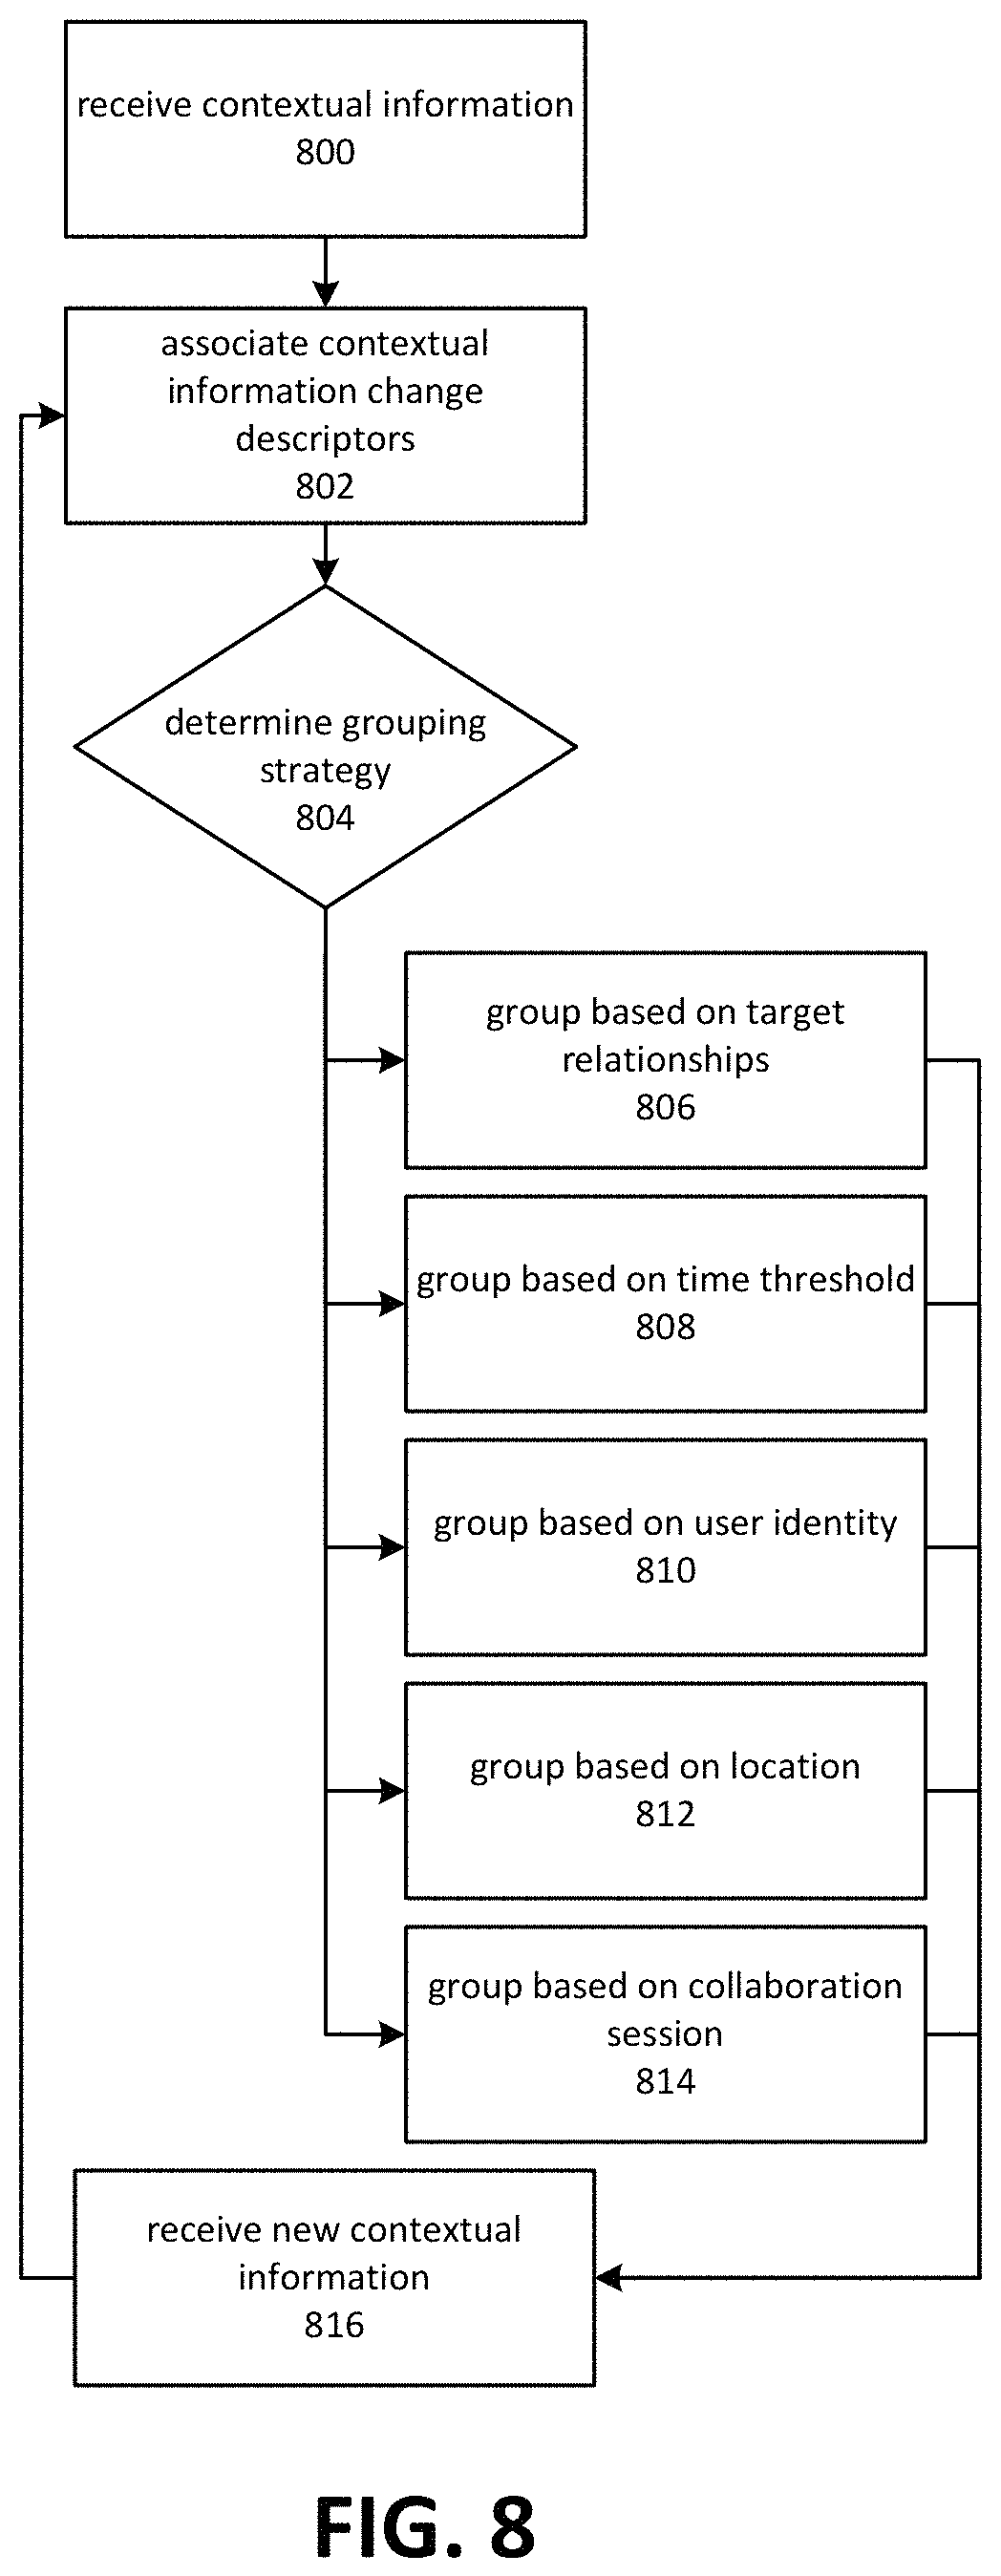 receive contextual information
800
associate contextual
information change
descriptors
802
determine grouping
strategy
804
group based on target
relationships
806
group based on time threshold
808
group based on user identity
810
group based on location
812
group based on collaboration
session
814
receive new contextual
information
816
FIG. 8